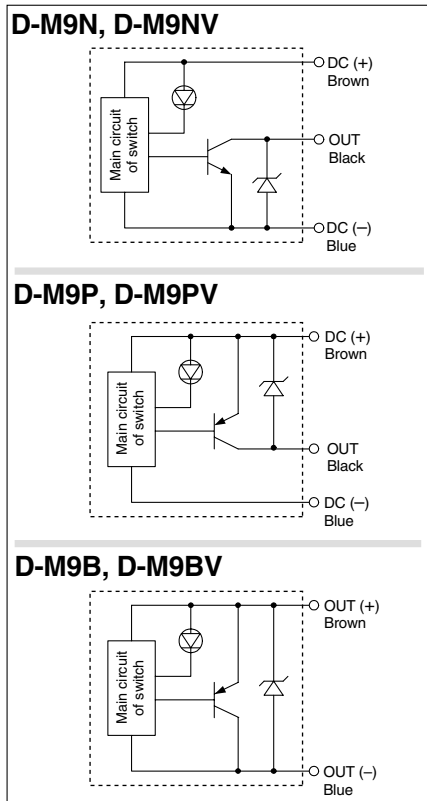 D-M9N, D-M9NV
DC (+)
Brown
Main circuit
of switch
OUT
Black
DC (–)
Blue
D-M9P, D-M9PV
DC (+)
Brown
Main circuit
of switch
OUT
Black
DC (–)
Blue
D-M9B, D-M9BV
OUT (+)
Brown
Main circuit
of switch
OUT (–)
Blue